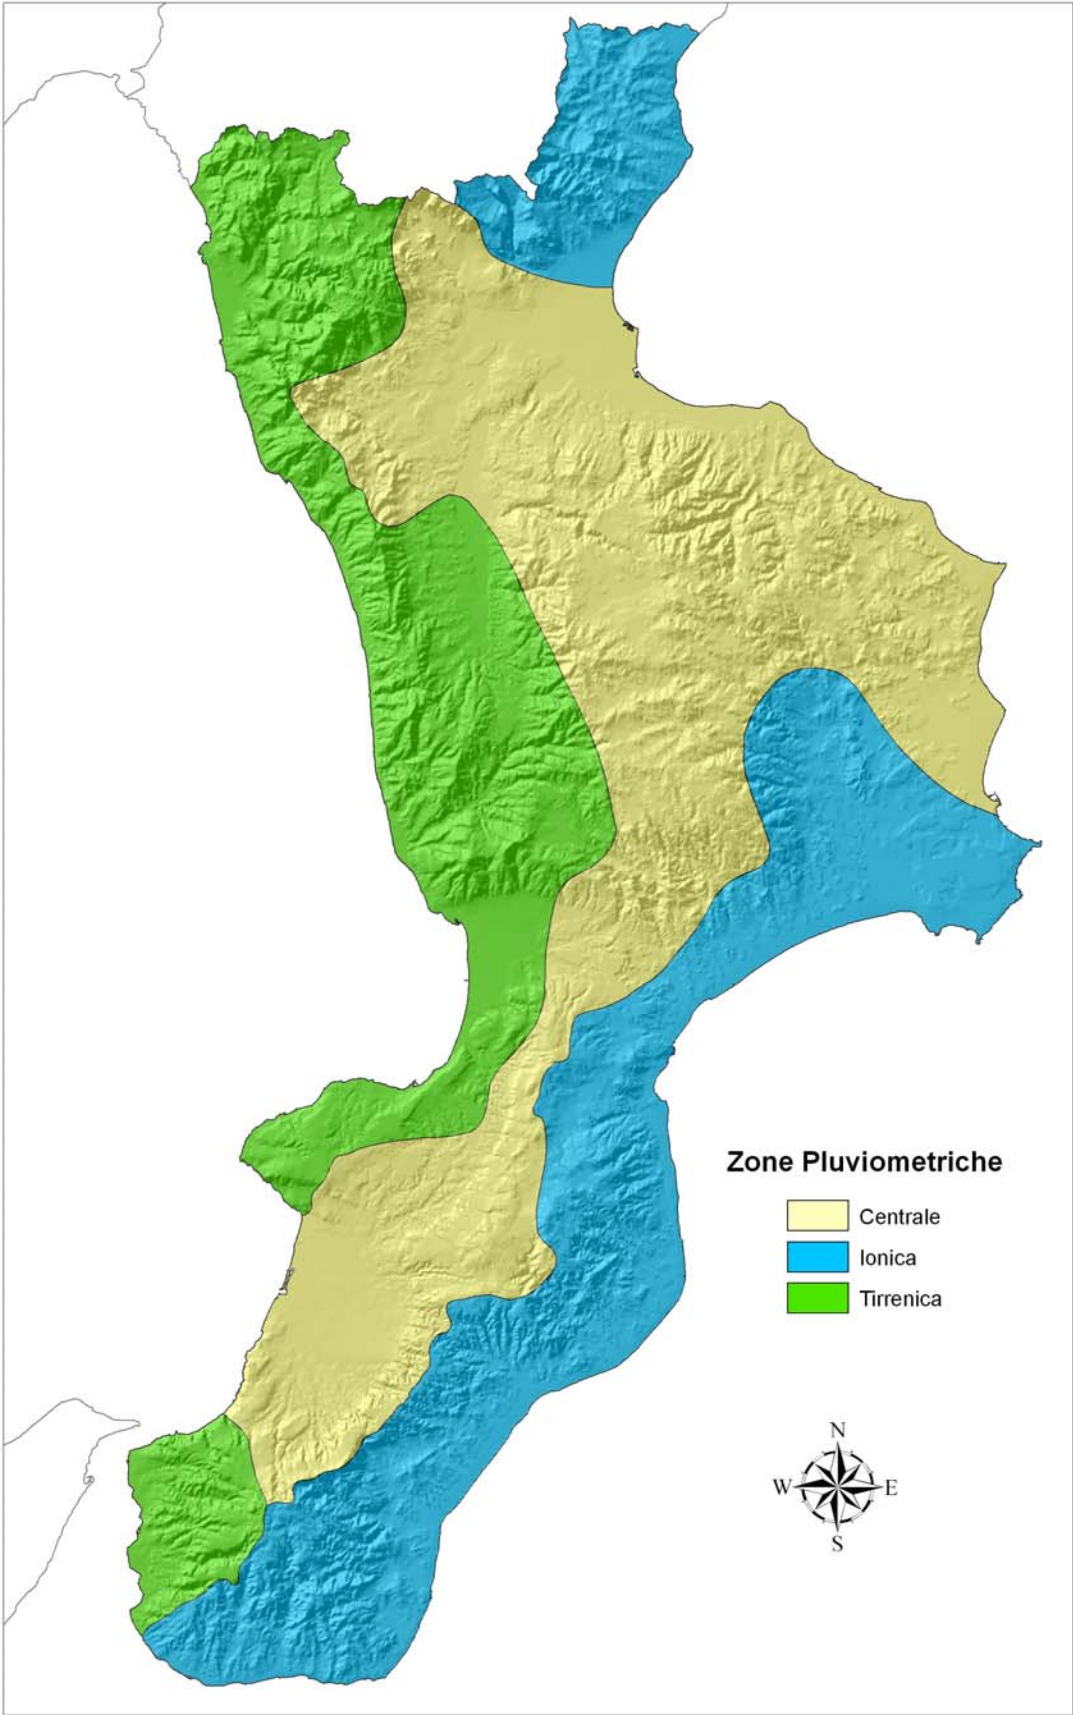 Zone Pluviometriche
Centrale
Ionica
Tirrenica
N
W E
S